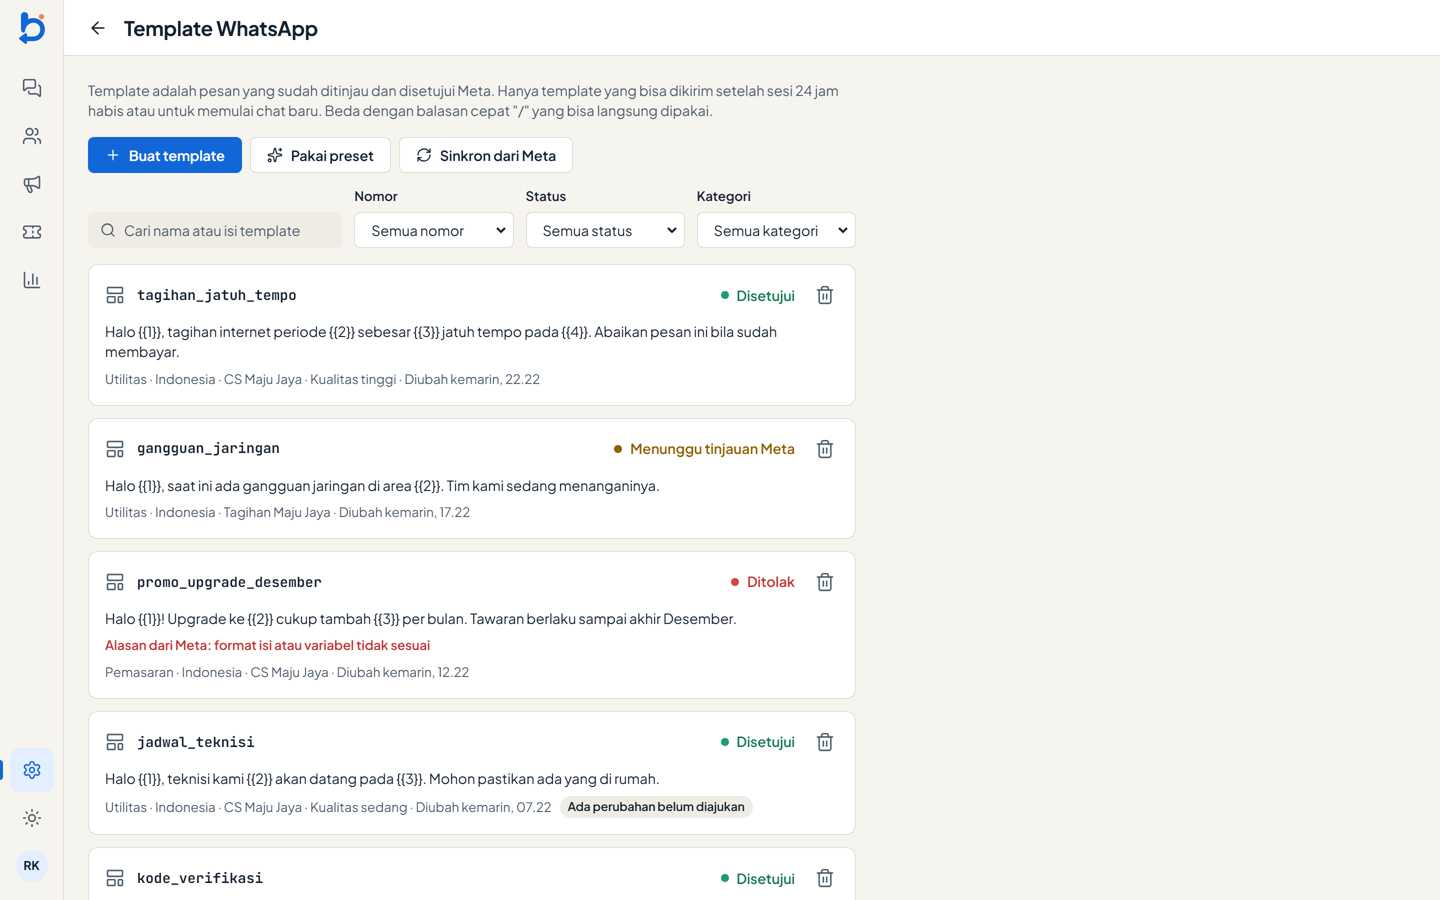 Template WhatsApp
Template adalah pesan yang sudah ditinjau dan disetujui Meta. Hanya template yang bisa dikirim setelah sesi 24 jam
habis atau untuk memulai chat baru. Beda dengan balasan cepat "/" yang bisa langsung dipakai.
Buat template
Pakai preset
Sinkron dari Meta
Nomor
Status
Kategori
Cari nama atau isi template
Semua nomor
Semua status
Semua kategori
tagihan_jatuh_tempo
Disetujui
Halo {{1}}, tagihan internet periode {{2}} sebesar {{3}} jatuh tempo pada {{4}}. Abaikan pesan ini bila sudah
membayar.
Utilitas · Indonesia · CS Maju Jaya · Kualitas tinggi · Diubah kemarin, 22.22
gangguan_jaringan
Menunggu tinjauan Meta
Halo {{1}}, saat ini ada gangguan jaringan di area {{2}}. Tim kami sedang menanganinya.
Utilitas · Indonesia · Tagihan Maju Jaya · Diubah kemarin, 17.22
promo_upgrade_desember
Ditolak
Halo {{1}}! Upgrade ke {{2}} cukup tambah {{3}} per bulan. Tawaran berlaku sampai akhir Desember.
Alasan dari Meta: format isi atau variabel tidak sesuai
Pemasaran · Indonesia · CS Maju Jaya · Diubah kemarin, 12.22
jadwal_teknisi
Disetujui
Halo {{1}}, teknisi kami {{2}} akan datang pada {{3}}. Mohon pastikan ada yang di rumah.
Utilitas · Indonesia · CS Maju Jaya · Kualitas sedang · Diubah kemarin, 07.22
Ada perubahan belum diajukan
kode_verifikasi
Disetujui
RK